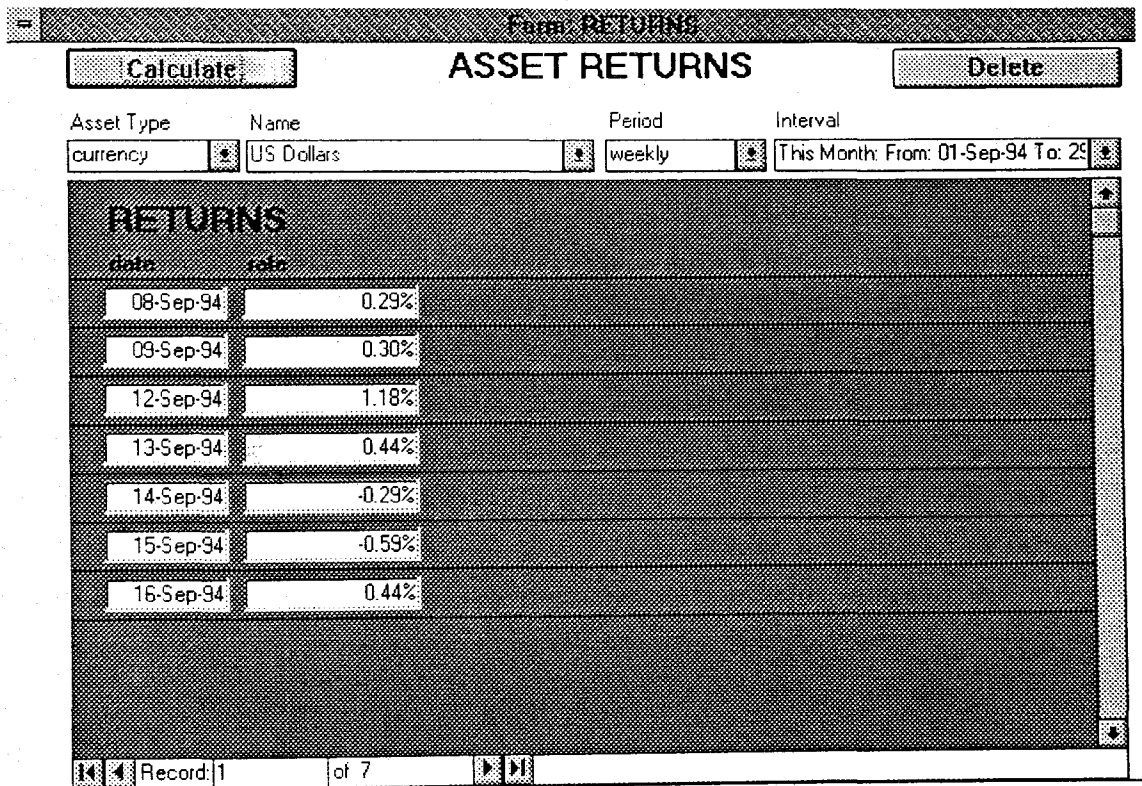 Form: RETURNS
Calculate ASSET RETURNS Delete
Asset Type Name Period Interval
currency US Dollars weekly This Month: From: 01-Sep-94 To: 29
RETURNS
date rate
08-Sep-94 0.29%
09-Sep-94 0.30%
12-Sep-94 1.18%
13-Sep-94 0.44%
14-Sep-94 -0.29%
15-Sep-94 -0.59%
16-Sep-94 0.44%
Record: 1 of 7